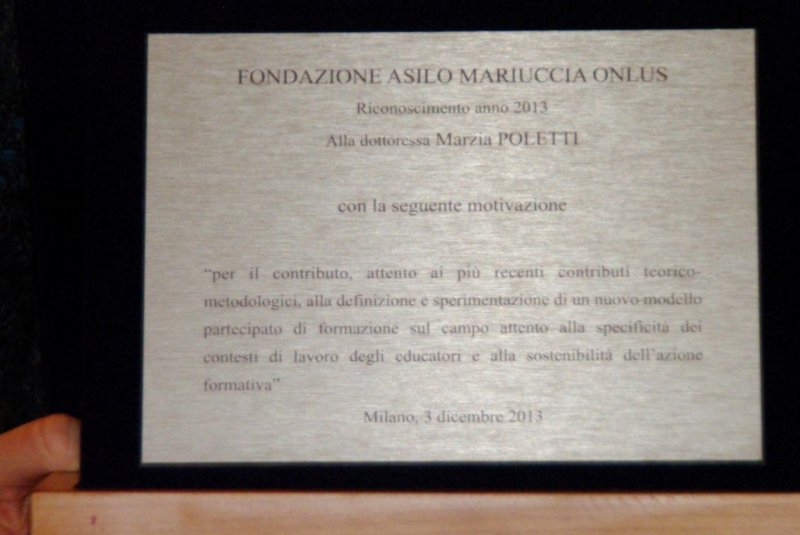 FONDAZIONE ASILO MARIUCCIA ONLUS
Riconoscimento anno 2013
Alla dottoressa Marzia POLETTI
con la seguente motivazione
“per il contributo, attento ai più recenti contributi teorico-
metodologici, alla definizione e sperimentazione di un nuovo modello
partecipato di formazione sul campo attento alla specificità dei
contesti di lavoro degli educatori e alla sostenibilità dell’azione
formativa”
Milano, 3 dicembre 2013